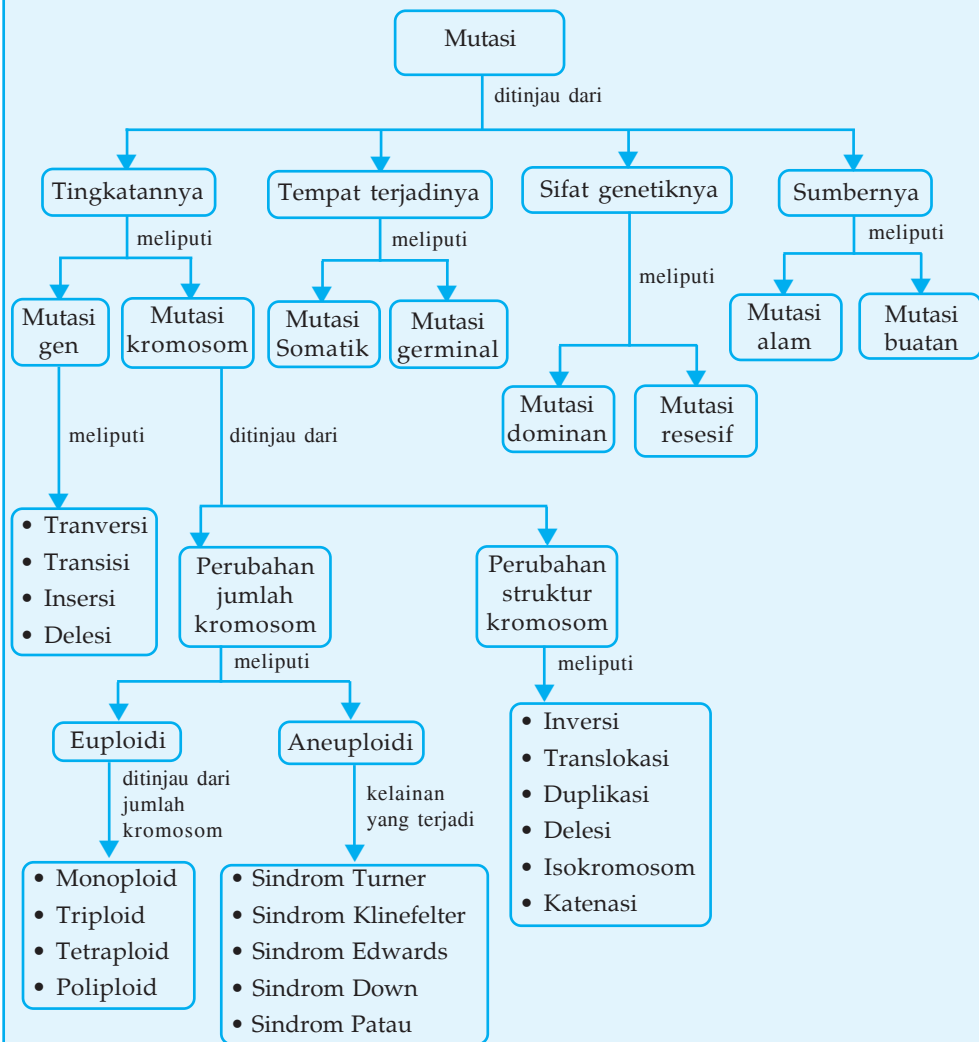 Mutasi
ditinjau dari
Tingkatannya
Tempat terjadinya
Sifat genetiknya
Sumbernya
meliputi
meliputi
meliputi
meliputi
Mutasi
gen
Mutasi
kromosom
Mutasi
Somatik
Mutasi
germinal
Mutasi
dominan
Mutasi
resesif
Mutasi
alam
Mutasi
buatan
meliputi
ditinjau dari
• Tranversi
• Transisi
• Insersi
• Delesi
Perubahan
jumlah
kromosom
Perubahan
struktur
kromosom
meliputi
meliputi
Euploidi
Aneuploidi
ditinjau dari
jumlah
kromosom
kelainan
yang terjadi
• Monoploid
• Triploid
• Tetraploid
• Poliploid
• Sindrom Turner
• Sindrom Klinefelter
• Sindrom Edwards
• Sindrom Down
• Sindrom Patau
• Inversi
• Translokasi
• Duplikasi
• Delesi
• Isokromosom
• Katenasi